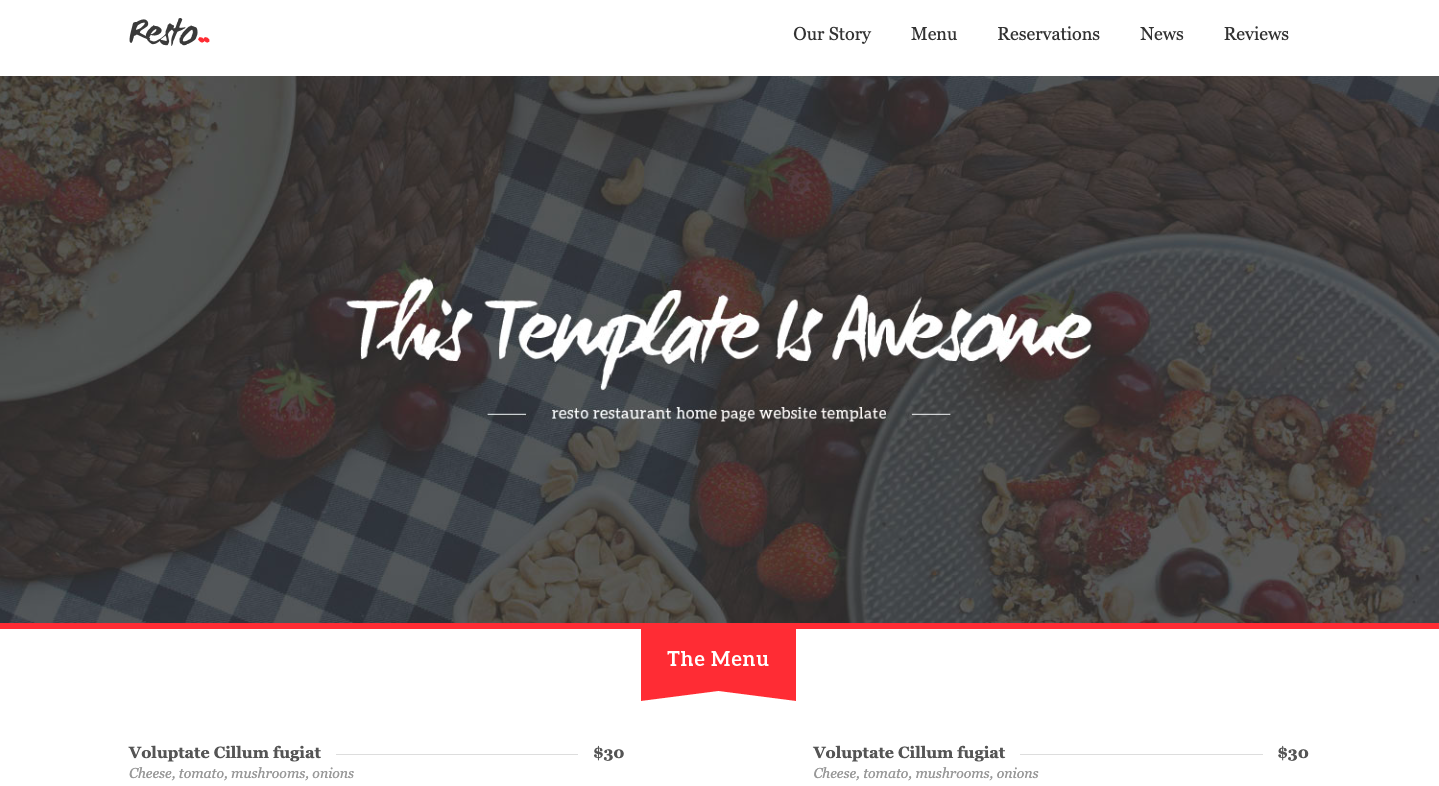 Resto
Our Story Menu Reservations News Reviews
This Template Is Awesome
resto restaurant home page website template
The Menu
Voluptate Cillum fugiat $30
Cheese, tomato, mushrooms, onions
Voluptate Cillum fugiat $30
Cheese, tomato, mushrooms, onions